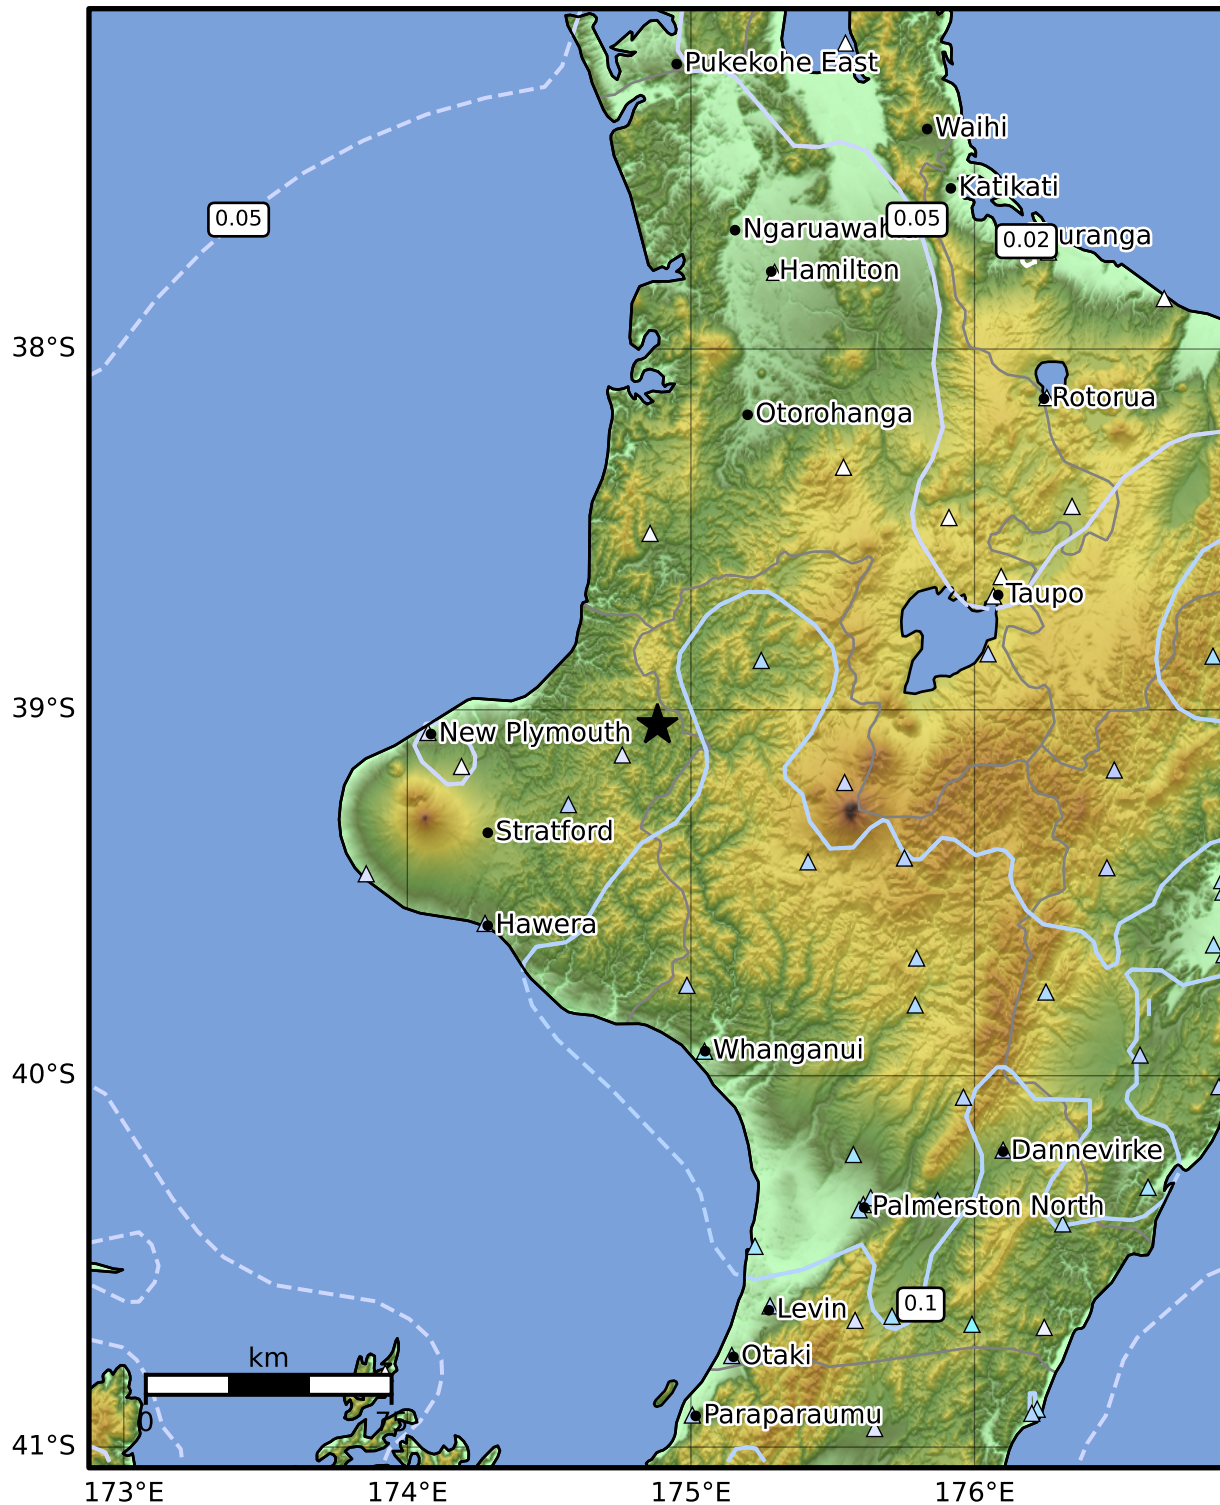 Pukekohe East
Waihi
Katikati
0.05
0.05
0.02
Hamilton
38°S
Rotorua
Otorohanga
Taupo
39°S
New Plymouth
Stratford
Hawera
Whanganui
40°S
Dannevirke
Palmerston North
0.1
Levin
km
Otaki
0
Paraparaumu
41°S
173°E
174°E
175°E
176°E